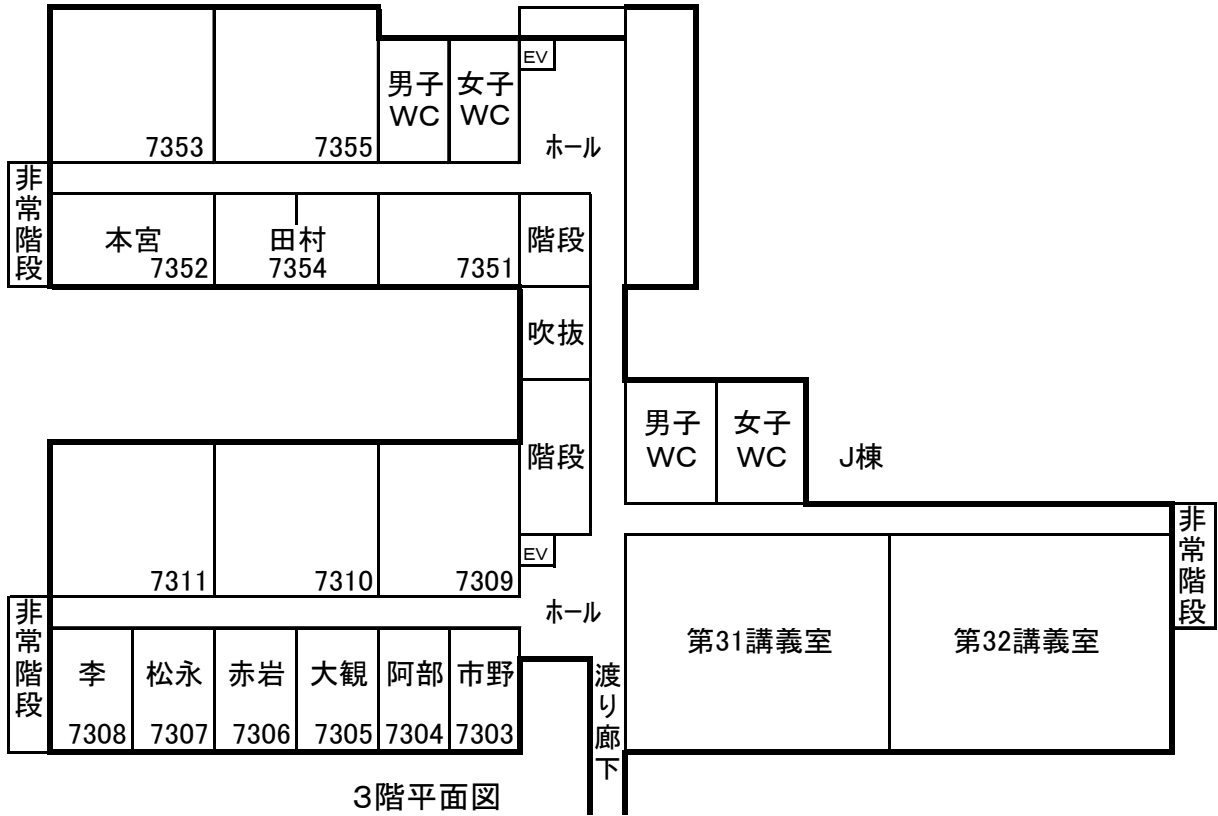 EV
男子
WC
女子
WC
ホール
7353
7355
非常階段
本宮
7352
田村
7354
7351
階段
吹抜
男子
WC
女子
WC
J棟
階段
非常階段
EV
7311
7310
7309
ホール
非常階段
第31講義室
第32講義室
李
松永
赤岩
大観
阿部
市野
渡り廊下
7308
7307
7306
7305
7304
7303
3階平面図